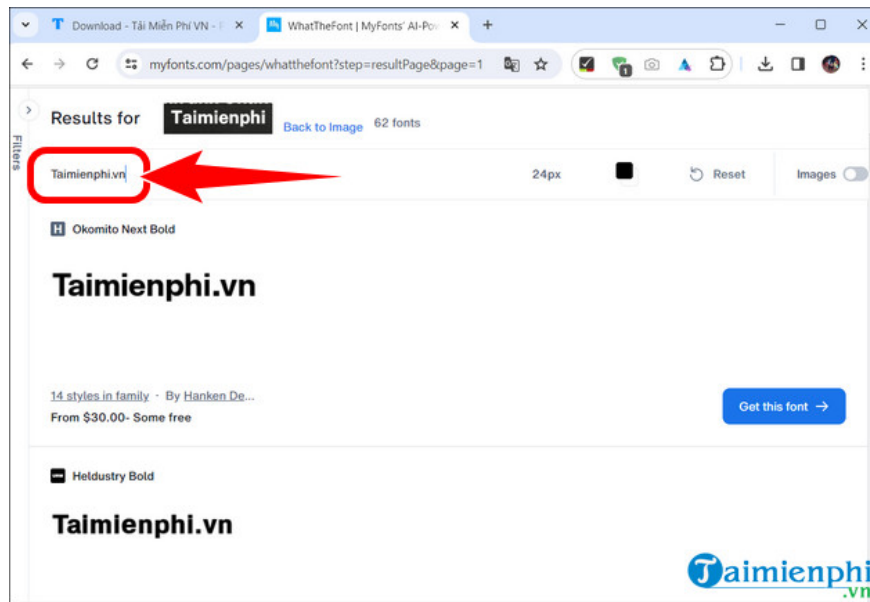 Download - Tải Miễn Phí VN - WhatTheFont | MyFonts' AI-Pow
myfonts.com/pages/whatthefont?step=resultPage&page=1
1
Results for Taimienphi Back to Image 62 fonts
Filters
Taimienphi.vn 24px Reset Images
H Okomito Next Bold
Taimienphi.vn
14 styles in family · By Hanken De...
From $30.00- Some free
Get this font →
Heldustry Bold
Taimienphi.vn
Taimienphi
.vn